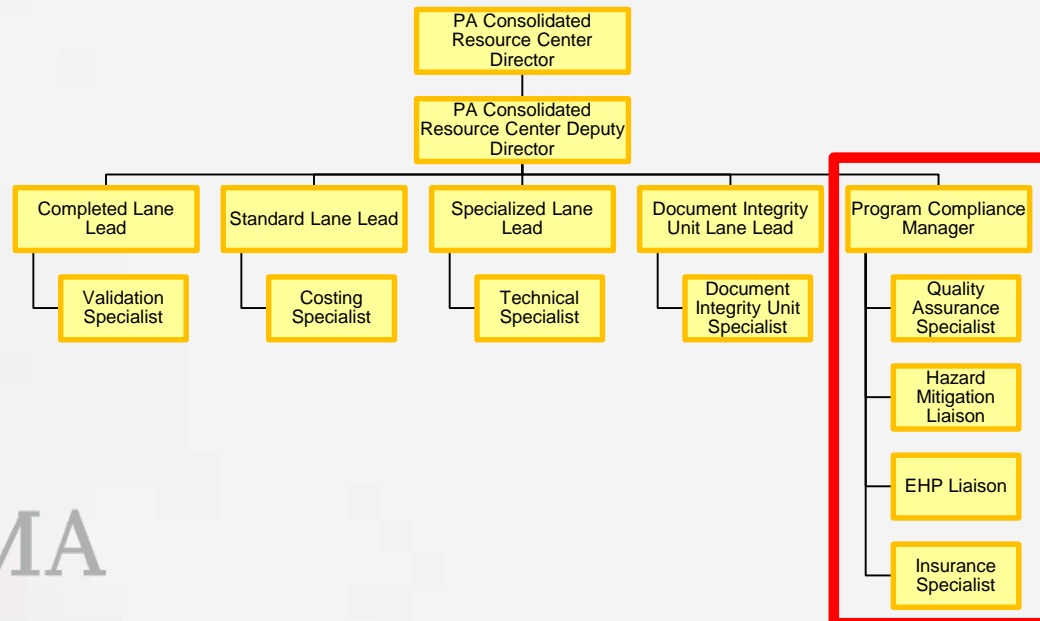 PA Consolidated
Resource Center
Director
PA Consolidated
Resource Center Deputy
Director
Completed Lane
Lead
Standard Lane Lead
Specialized Lane
Lead
Document Integrity
Unit Lane Lead
Program Compliance
Manager
Validation
Specialist
Costing
Specialist
Technical
Specialist
Document
Integrity Unit
Specialist
Quality
Assurance
Specialist
Hazard
Mitigation
Liaison
EHP Liaison
Insurance
Specialist
MA